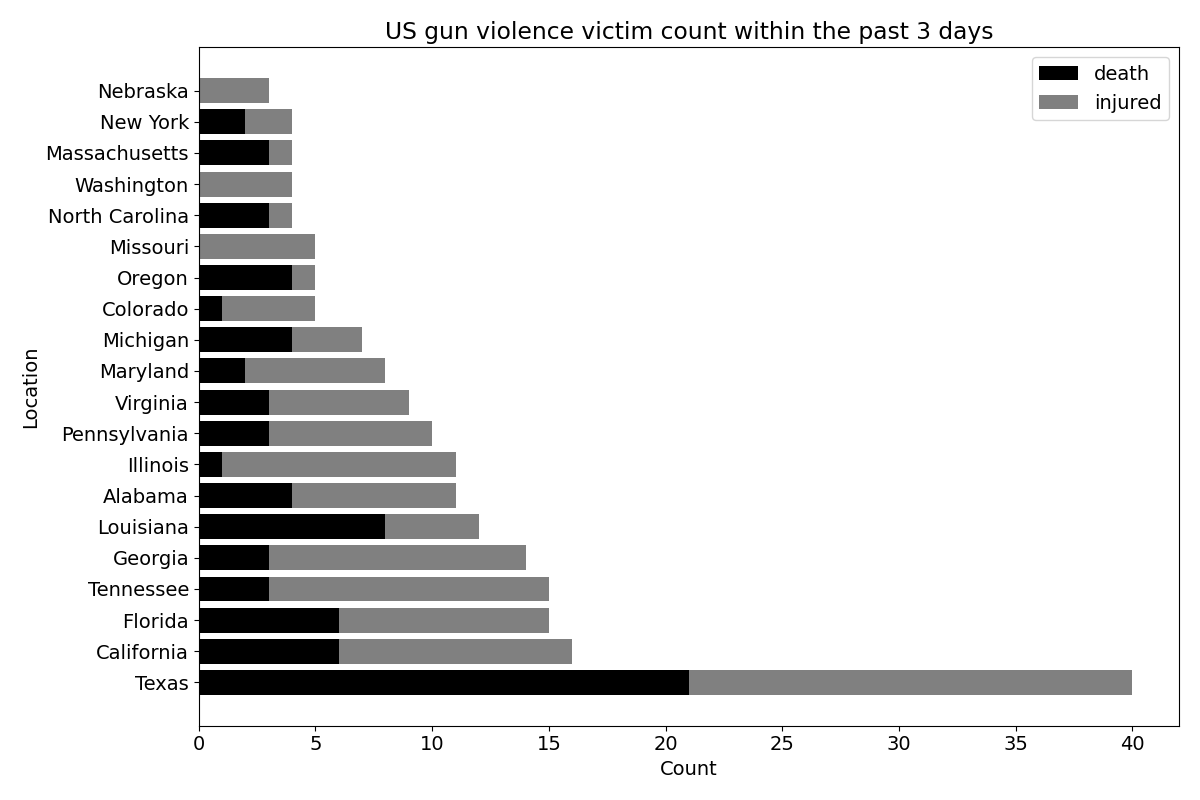 US gun violence victim count within the past 3 days
death
injured
Nebraska
New York
Massachusetts
Washington
North Carolina
Missouri
Oregon
Colorado
Michigan
Maryland
Virginia
Pennsylvania
Illinois
Alabama
Louisiana
Georgia
Tennessee
Florida
California
Texas
Location
0 5 10 15 20 25 30 35 40
Count